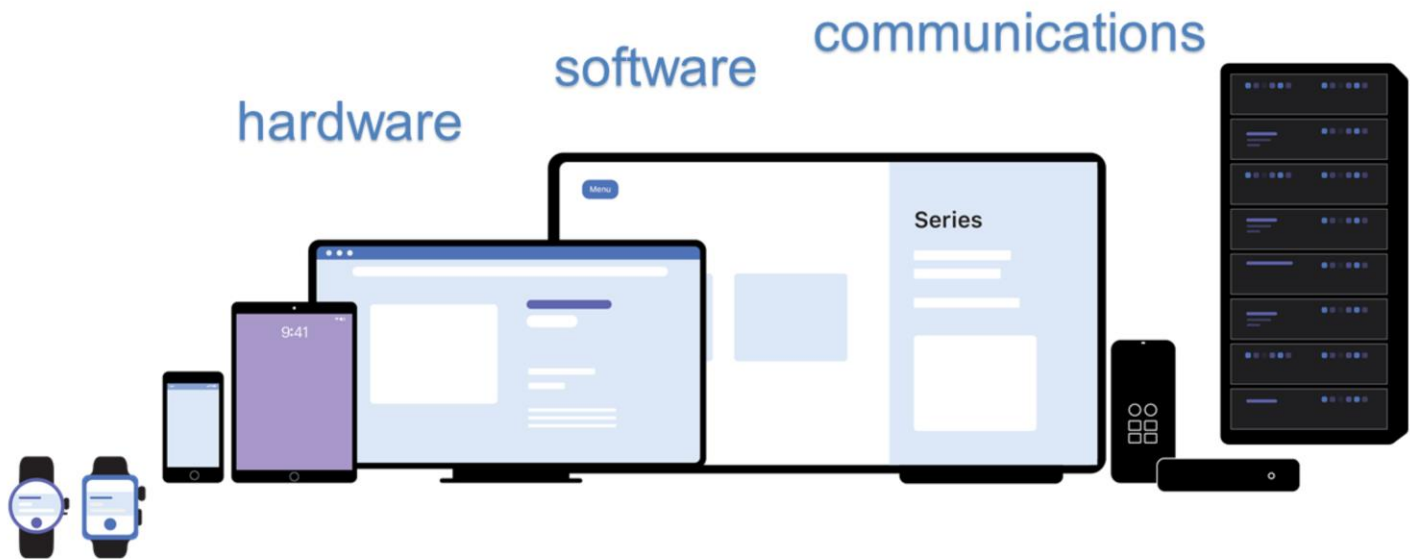 communications
software
hardware
Menu
Series
9:41